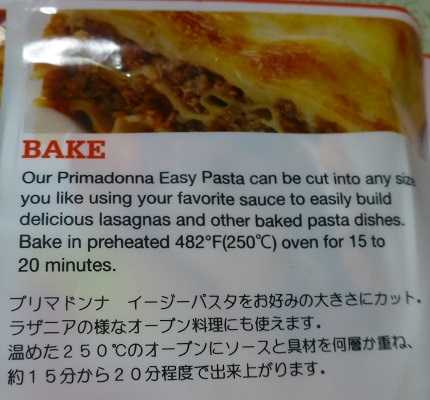 BAKE
Our Primadonna Easy Pasta can be cut into any size
you like using your favorite sauce to easily build
delicious lasagnas and other baked pasta dishes.
Bake in preheated 482°F(250℃) oven for 15 to
20 minutes.
プリマドンナ　イージーパスタをお好みの大きさにカット。
ラザニアの様なオーブン料理にも使えます。
温めた２５０℃のオーブンにソースと具材を何層か重ね、
約１５分から２０分程度で出来上がります。